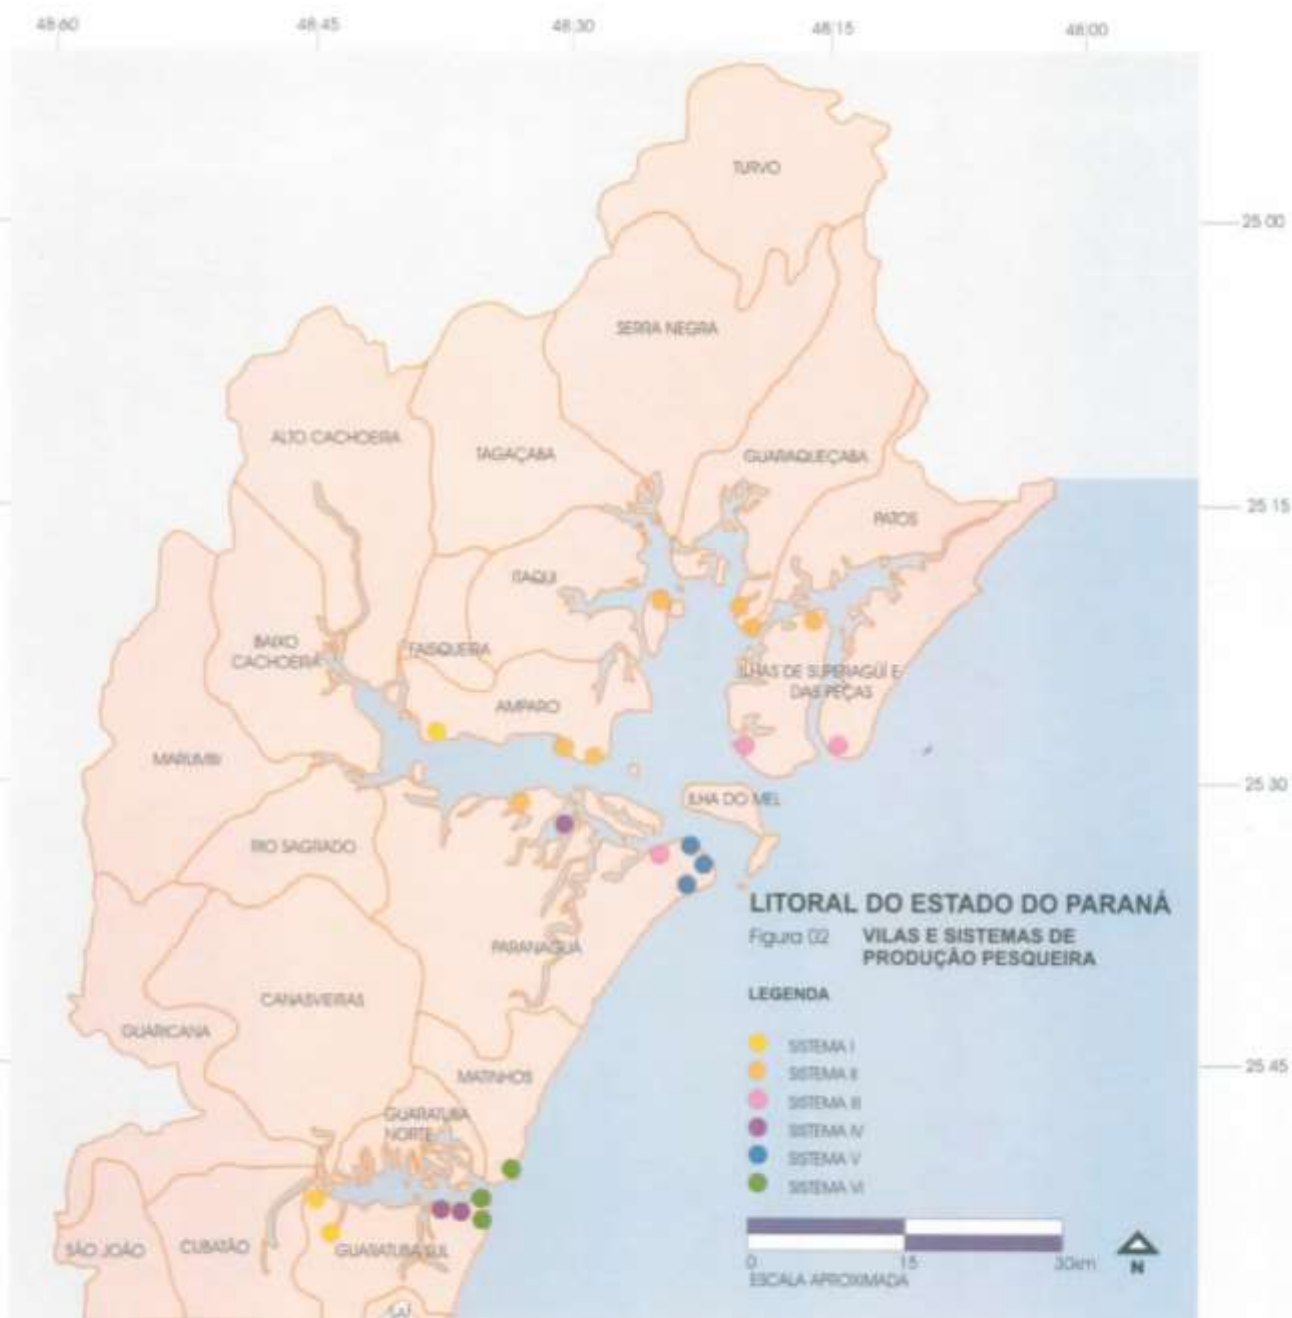 48:60
48:45
48:30
48:15
48:00
TURVO
25:00
SERRA NEGRA
ALTO CACHOEIRA
TAGAÇABA
GUARAQUEÇABA
25:15
PATOS
ITAQUI
BAIXO
CACHOEIRA
FAISQUEIRA
ILHAS DE SUPERAGÜI E
DAS PEÇAS
AMPARO
MARUMBI
25:30
ILHA DO MEL
RIO SAGRADO
PARANAGUÁ
CANASVIEIRAS
GUARICANA
MATINHOS
25:45
GUARATUBA
NORTE
SÃO JOÃO
CUBATÃO
GUARATUBA SUL
LITORAL DO ESTADO DO PARANÁ
Figura 02 VILAS E SISTEMAS DE
PRODUÇÃO PESQUEIRA
LEGENDA
SISTEMA I
SISTEMA II
SISTEMA III
SISTEMA IV
SISTEMA V
SISTEMA VI
0 15 30km
ESCALA APROXIMADA
N